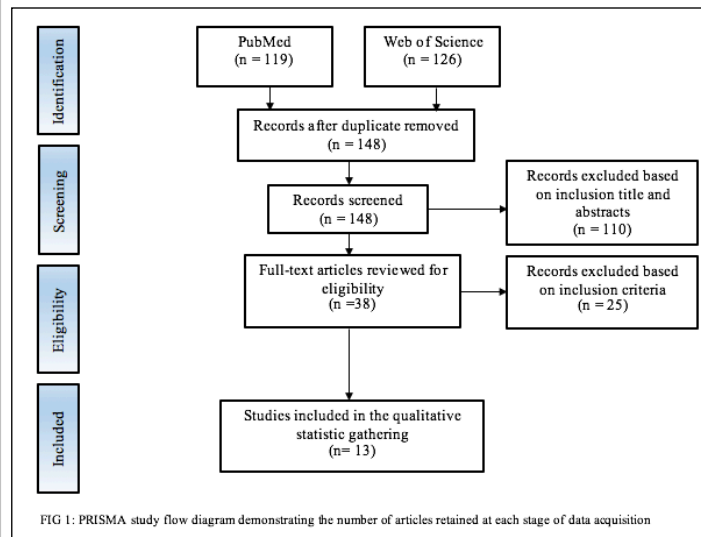 Identification
PubMed
(n = 119)
Web of Science
(n = 126)
Records after duplicate removed
(n = 148)
Screening
Records screened
(n = 148)
Records excluded based
on inclusion title and
abstracts
(n = 110)
Eligibility
Full-text articles reviewed for
eligibility
(n =38)
Records excluded based
on inclusion criteria
(n = 25)
Included
Studies included in the qualitative
statistic gathering
(n= 13)
FIG 1: PRISMA study flow diagram demonstrating the number of articles retained at each stage of data acquisition